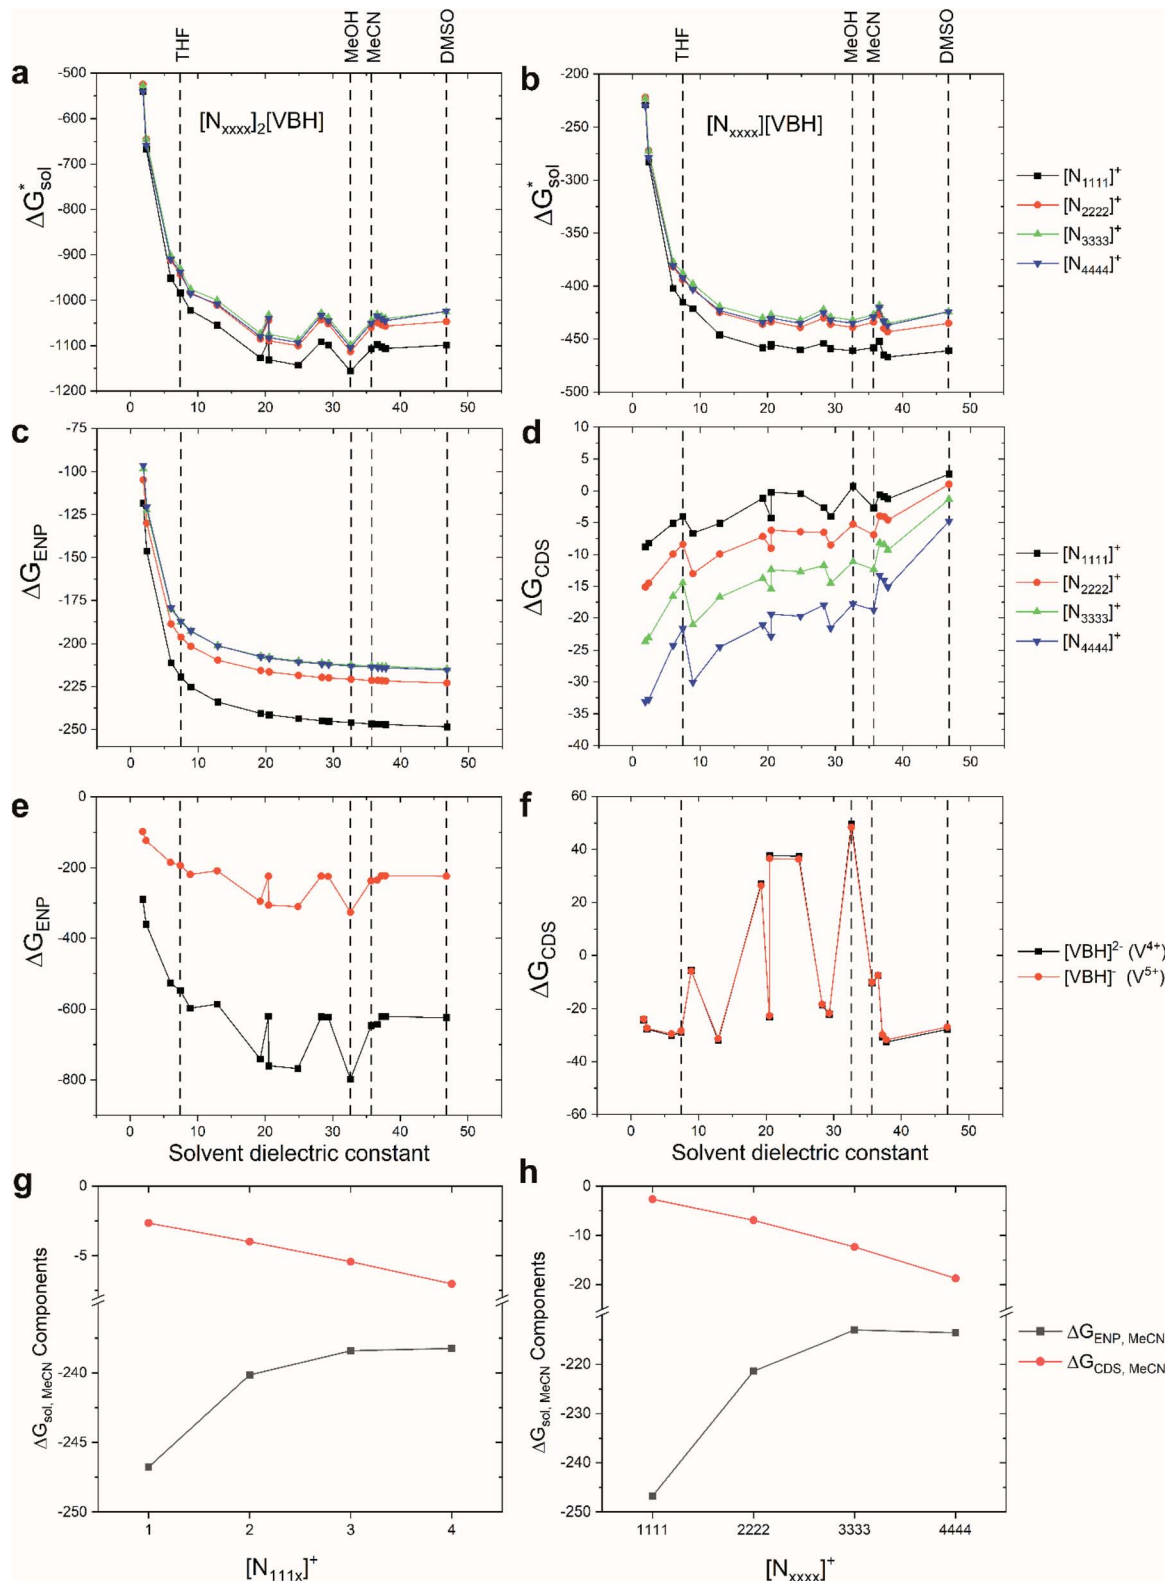 THF
MeOH
MeCN
DMSO
THF
MeOH
MeCN
DMSO
a
-500
-600
-700
-800
-900
-1000
-1100
-1200
ΔG*sol
[Nxxxx]2[VBH]
0 10 20 30 40 50
b
-200
-250
-300
-350
-400
-450
-500
ΔG*sol
[Nxxxx][VBH]
0 10 20 30 40 50
[N1111]+
[N2222]+
[N3333]+
[N4444]+
c
-75
-100
-125
-150
-175
-200
-225
-250
ΔGENP
0 10 20 30 40 50
d
10
5
0
-5
-10
-15
-20
-25
-30
-35
-40
ΔGCDS
0 10 20 30 40 50
[N1111]+
[N2222]+
[N3333]+
[N4444]+
e
0
-200
-400
-600
-800
ΔGENP
0 10 20 30 40 50
Solvent dielectric constant
f
60
40
20
0
-20
-40
-60
ΔGCDS
0 10 20 30 40 50
Solvent dielectric constant
[VBH]2- (V4+)
[VBH]- (V5+)
g
0
-5
-240
-245
-250
ΔGsol, MeCN Components
1 2 3 4
[N111x]+
h
0
-10
-20
-220
-230
-240
-250
ΔGsol, MeCN Components
1111 2222 3333 4444
[Nxxxx]+
ΔGENP, MeCN
ΔGCDS, MeCN